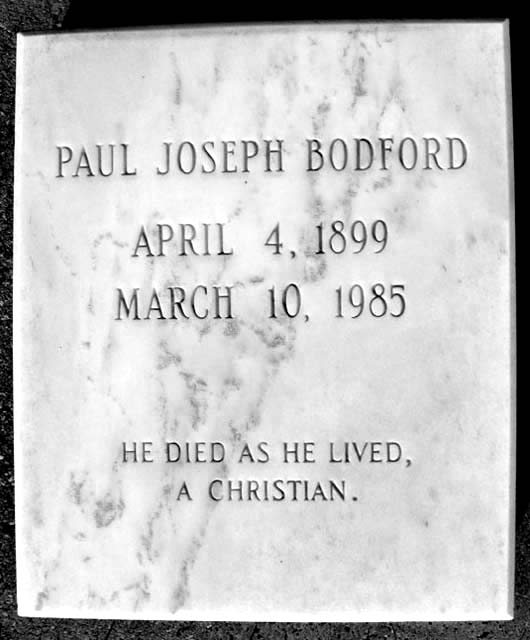 PAUL JOSEPH BODFORD
APRIL 4, 1899
MARCH 10, 1985
HE DIED AS HE LIVED,
A CHRISTIAN.